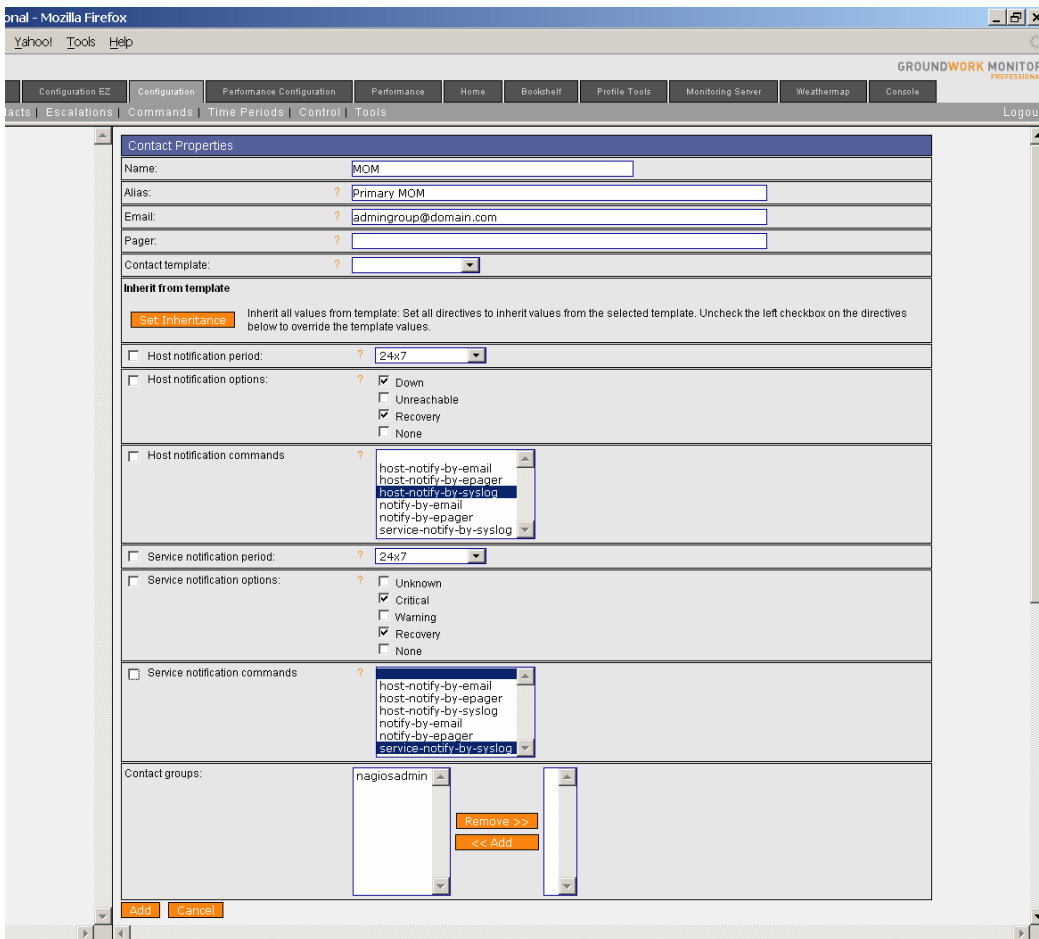 onal - Mozilla Firefox
Yahoo! Tools Help
GROUNDWORK MONITOR
PROFESSIONAL
Configuration EZ Configuration Performance Configuration Performance Home Bookshelf Profile Tools Monitoring Server Weathermap Console
tacts | Escalations | Commands | Time Periods | Control | Tools Logou
Contact Properties
Name: MOM
Alias: ? Primary MOM
Email: ? admingroup@domain.com
Pager: ?
Contact template: ?
Inherit from template
Set Inheritance Inherit all values from template: Set all directives to inherit values from the selected template. Uncheck the left checkbox on the directives
below to override the template values.
Host notification period: ? 24x7
Host notification options: ? Down
Unreachable
Recovery
None
Host notification commands ?
host-notify-by-email
host-notify-by-epager
host-notify-by-syslog
notify-by-email
notify-by-epager
service-notify-by-syslog
Service notification period: ? 24x7
Service notification options: ? Unknown
Critical
Warning
Recovery
None
Service notification commands ?
host-notify-by-email
host-notify-by-epager
host-notify-by-syslog
notify-by-email
notify-by-epager
service-notify-by-syslog
Contact groups: nagiosadmin
Remove >>
<< Add
Add Cancel